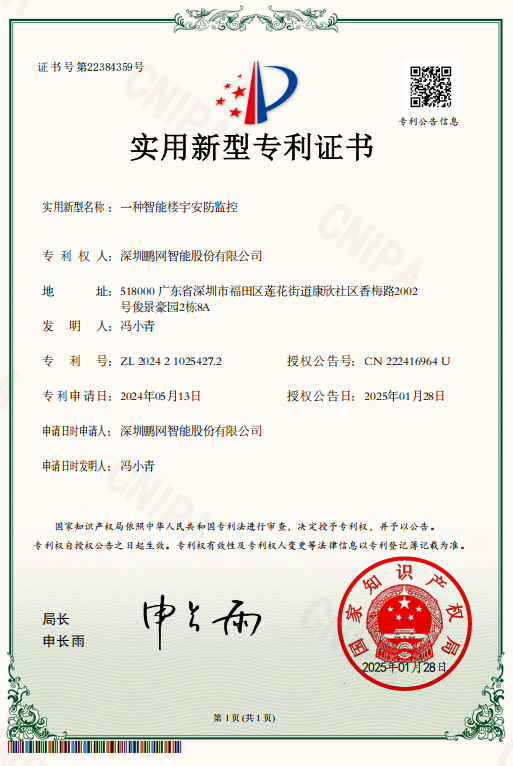 证书号第22384359号
专利公告信息
实用新型专利证书
实用新型名称：一种智能楼宇安防监控
专利权人：深圳鹏网智能股份有限公司
地址：518000 广东省深圳市福田区莲花街道康欣社区香梅路2002
号俊景豪园2栋8A
发明人：冯小青
专利号：ZL 2024 2 1025427.2 授权公告号：CN 222416964 U
专利申请日：2024年05月13日 授权公告日：2025年01月28日
申请日时申请人：深圳鹏网智能股份有限公司
申请日时发明人：冯小青
国家知识产权局依照中华人民共和国专利法进行审查，决定授予专利权，并予以公告。
专利权自授权公告之日起生效。专利权有效性及专利权人变更等法律信息以专利登记簿记载为准。
局长
申长雨
申长雨
国家知识产权局
2025年01月28日
第 1 页 (共 1 页)
CNIPA
CNIPA
CNIPA
CNIPA